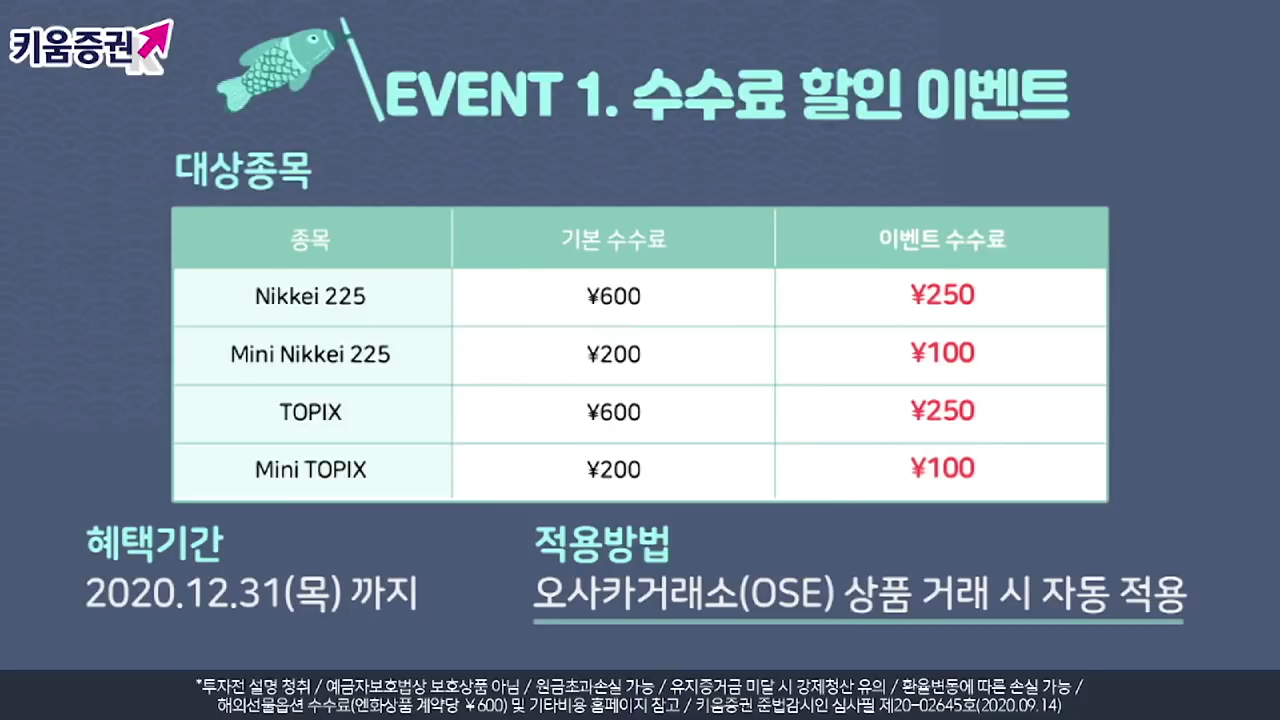 키움증권
EVENT 1. 수수료 할인 이벤트
대상종목
종목 기본 수수료 이벤트 수수료
Nikkei 225 ¥600 ¥250
Mini Nikkei 225 ¥200 ¥100
TOPIX ¥600 ¥250
Mini TOPIX ¥200 ¥100
혜택기간 적용방법
2020.12.31(목) 까지 오사카거래소(OSE) 상품 거래 시 자동 적용
*투자전 설명 청취 / 예금자보호법상 보호상품 아님 / 원금초과손실 가능 / 유지증거금 미달 시 강제청산 유의 / 환율변동에 따른 손실 가능 /
해외선물옵션 수수료(엔화상품 계약당 ¥600) 및 기타비용 홈페이지 참고 / 키움증권 준법감시인 심사필 제20-02645호(2020.09.14)